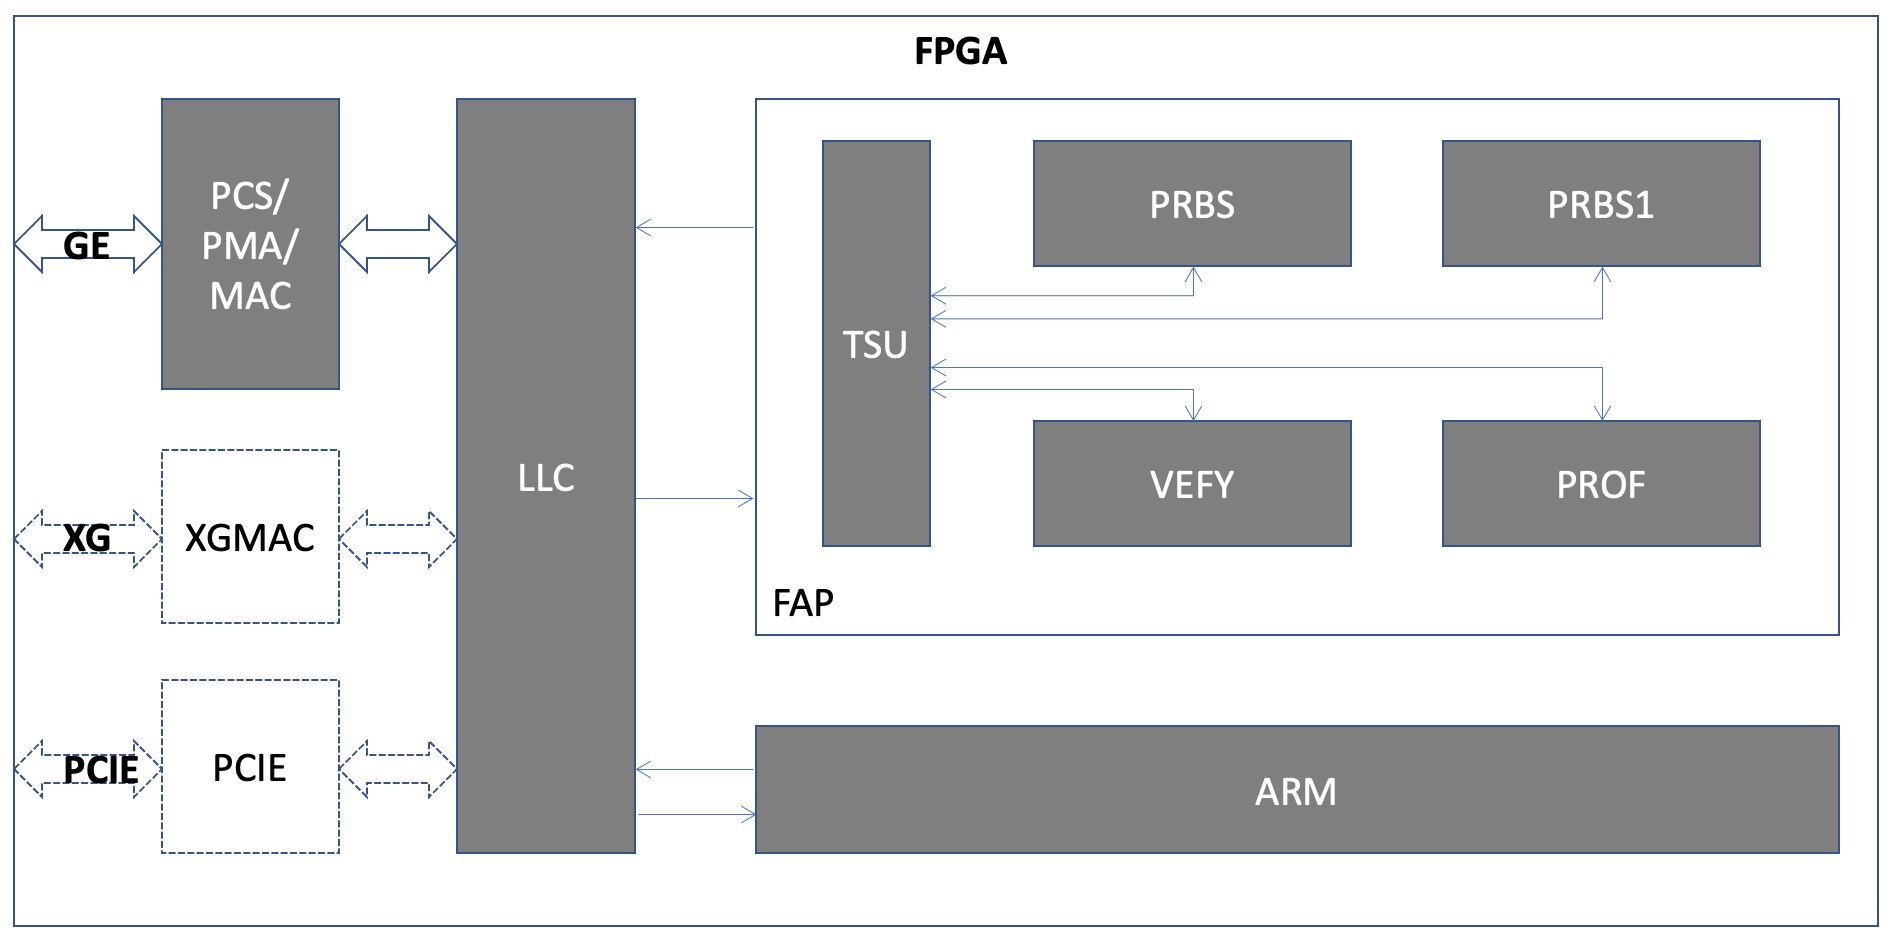 FPGA
GE
PCS/
PMA/
MAC
LLC
TSU
PRBS
PRBS1
VEFY
PROF
FAP
XG
XGMAC
PCIE
PCIE
ARM